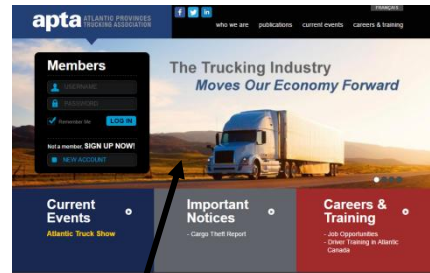 apta ATLANTIC PROVINCES
TRUCKING ASSOCIATION
FRANÇAIS
who we are publications current events careers & training
Members
USERNAME
PASSWORD
Remember Me LOG IN
Not a member, SIGN UP NOW!
NEW ACCOUNT
The Trucking Industry
Moves Our Economy Forward
Current
Events
Atlantic Truck Show
Important
Notices
- Cargo Theft Report
Careers &
Training
- Job Opportunities
- Driver Training in Atlantic
Canada